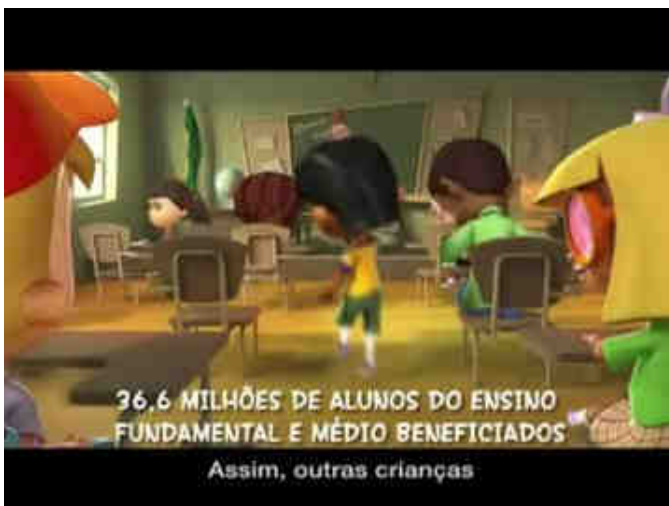 36,6 MILHÕES DE ALUNOS DO ENSINO
FUNDAMENTAL E MÉDIO BENEFICIADOS
Assim, outras crianças